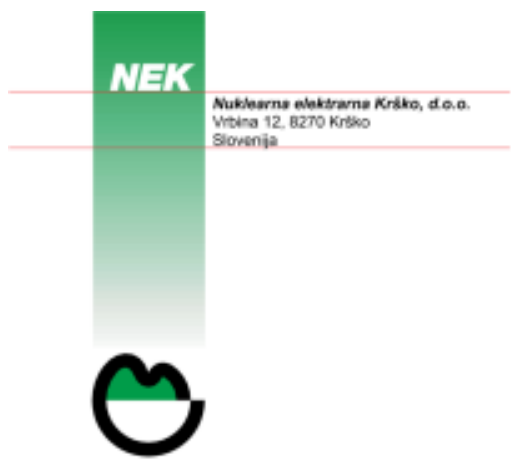 NEK
Nuklearna elektrarna Krško, d.o.o.
Vrbina 12, 8270 Krško
Slovenija